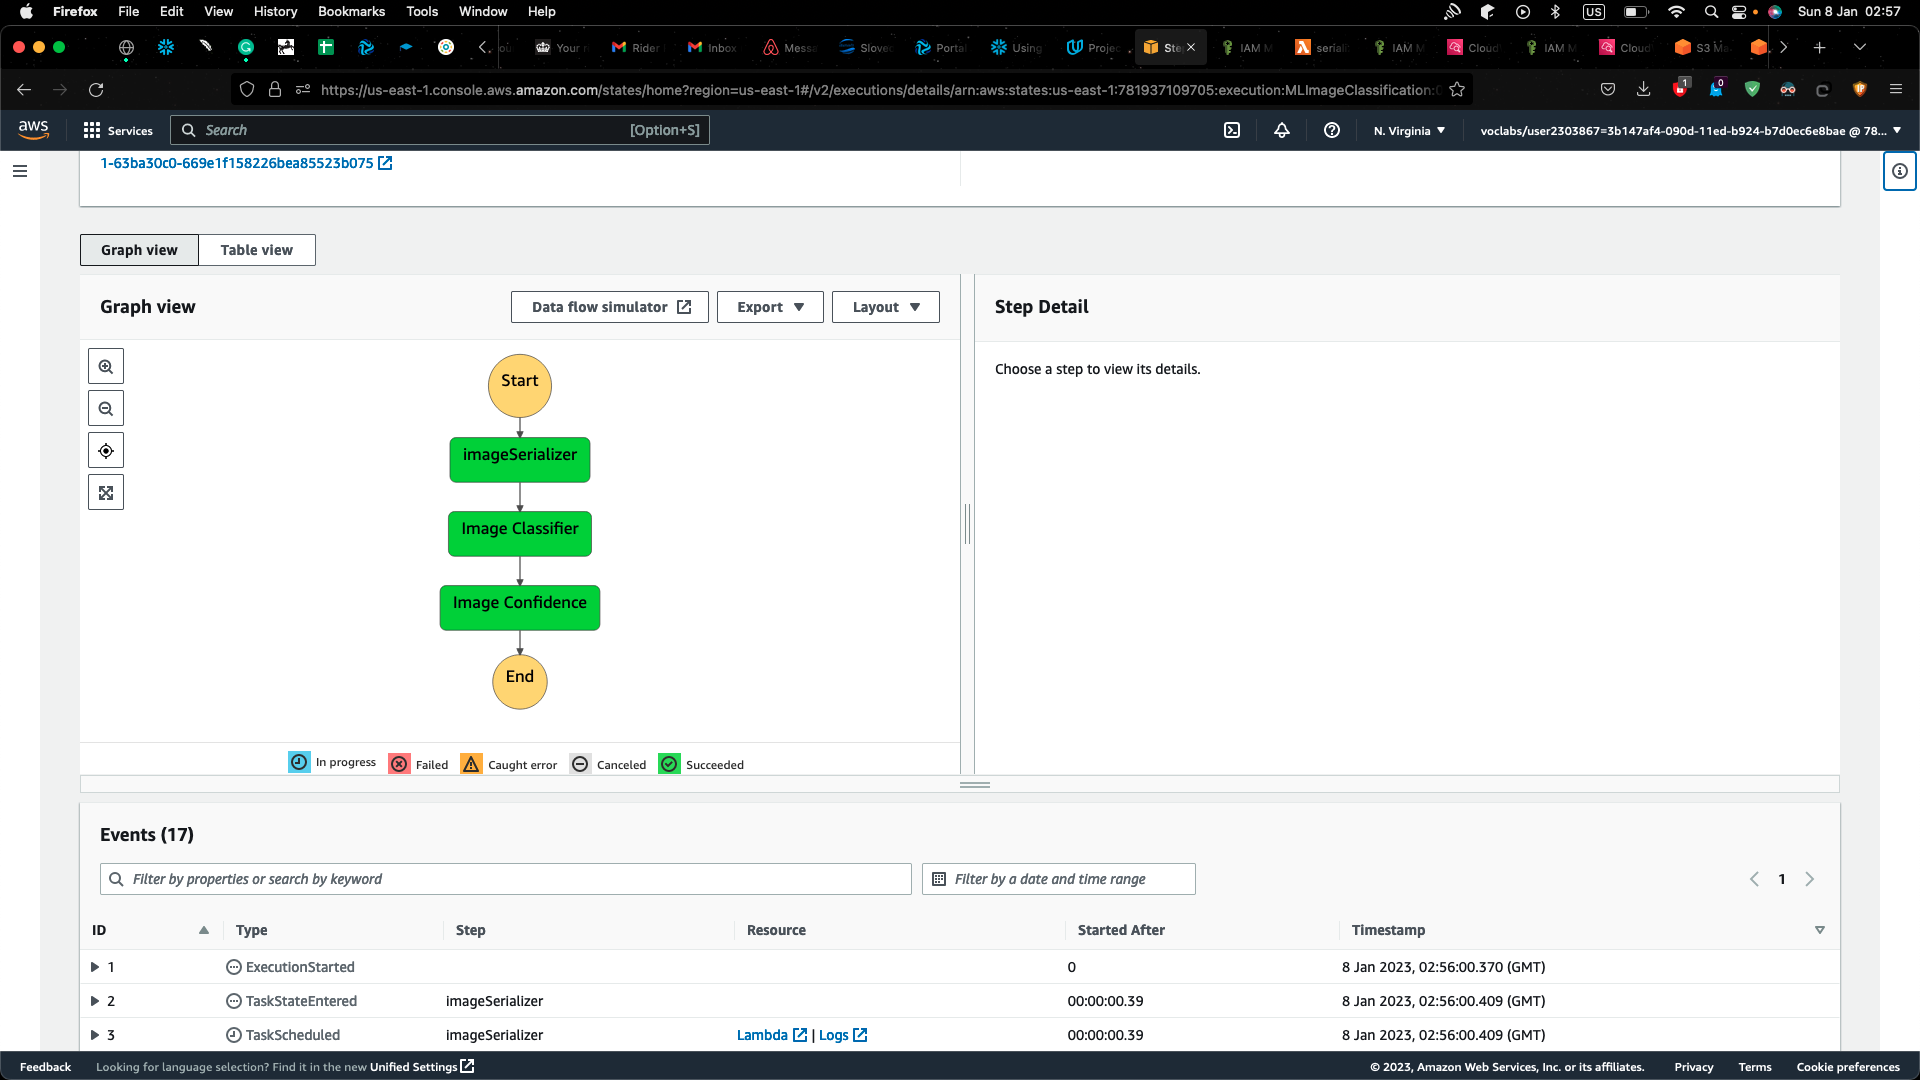 Firefox File Edit View History Bookmarks Tools Window Help US Sun 8 Jan 02:57
Your Rider Inbox Messa Slove Porta Using Projec Ste IAM M serial IAM M Cloud IAM M Cloud S3 Ma
https://us-east-1.console.aws.amazon.com/states/home?region=us-east-1#/v2/executions/details/arn:aws:states:us-east-1:781937109705:execution:MLImageClassification: 1 0
aws Services Search [Option+S] N. Virginia voclabs/user2303867=3b147af4-090d-11ed-b924-b7d0ec6e8bae @ 78...
1-63ba30c0-669e1f158226bea85523b075
Graph view Table view
Graph view Data flow simulator Export Layout
Step Detail
Choose a step to view its details.
Start
imageSerializer
Image Classifier
Image Confidence
End
In progress Failed Caught error Canceled Succeeded
Events (17)
Filter by properties or search by keyword Filter by a date and time range 1
ID Type Step Resource Started After Timestamp
1 ExecutionStarted 0 8 Jan 2023, 02:56:00.370 (GMT)
2 TaskStateEntered imageSerializer 00:00:00.39 8 Jan 2023, 02:56:00.409 (GMT)
3 TaskScheduled imageSerializer Lambda | Logs 00:00:00.39 8 Jan 2023, 02:56:00.409 (GMT)
Feedback Looking for language selection? Find it in the new Unified Settings © 2023, Amazon Web Services, Inc. or its affiliates. Privacy Terms Cookie preferences